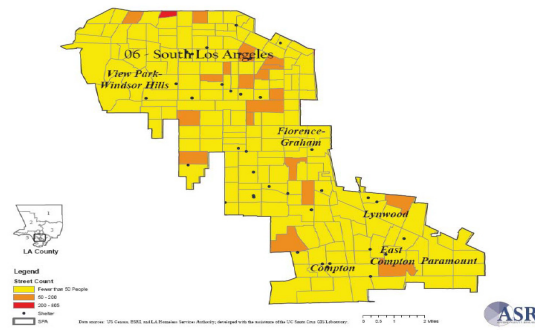 06 - South Los Angeles
View Park-
Windsor Hills
Florence-
Graham
Lynwood
East
Compton
Paramount
Compton
LA County
Legend
Street Count
Fewer than 50 People
50 - 200
Shelter
SPA
Data sources: US Census, ESRI, and LA Homeless Services Authority; developed with the assistance of the UC Santa Cruz GIS Laboratory
Miles
ASR